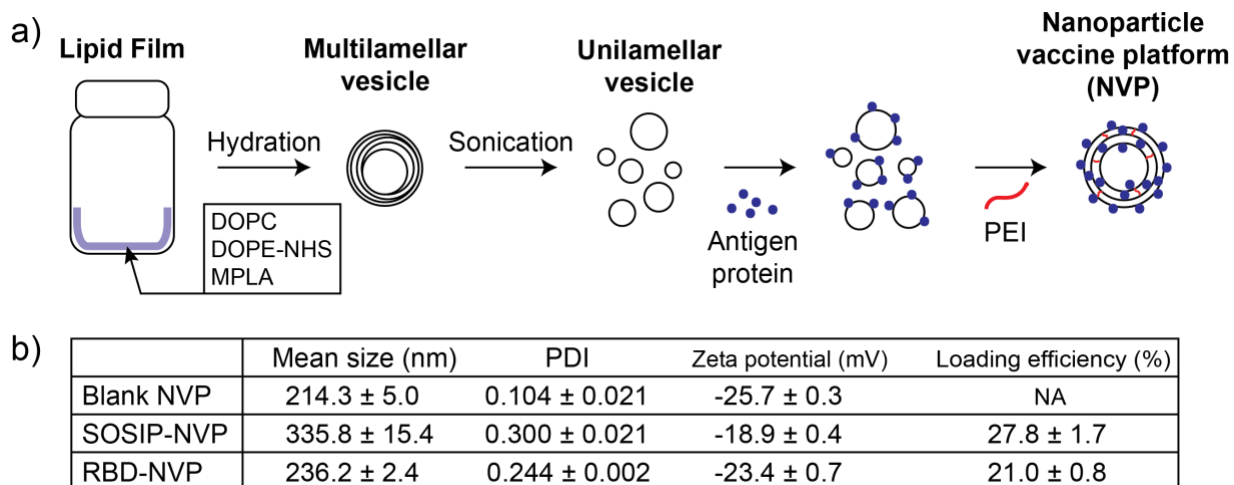 a)
Lipid Film
Hydration
DOPC
DOPE-NHS
MPLA
Multilamellar
vesicle
Sonication
Unilamellar
vesicle
Antigen
protein
PEI
Nanoparticle
vaccine platform
(NVP)
b)
Mean size (nm) PDI Zeta potential (mV) Loading efficiency (%)
Blank NVP 214.3 ± 5.0 0.104 ± 0.021 -25.7 ± 0.3 NA
SOSIP-NVP 335.8 ± 15.4 0.300 ± 0.021 -18.9 ± 0.4 27.8 ± 1.7
RBD-NVP 236.2 ± 2.4 0.244 ± 0.002 -23.4 ± 0.7 21.0 ± 0.8